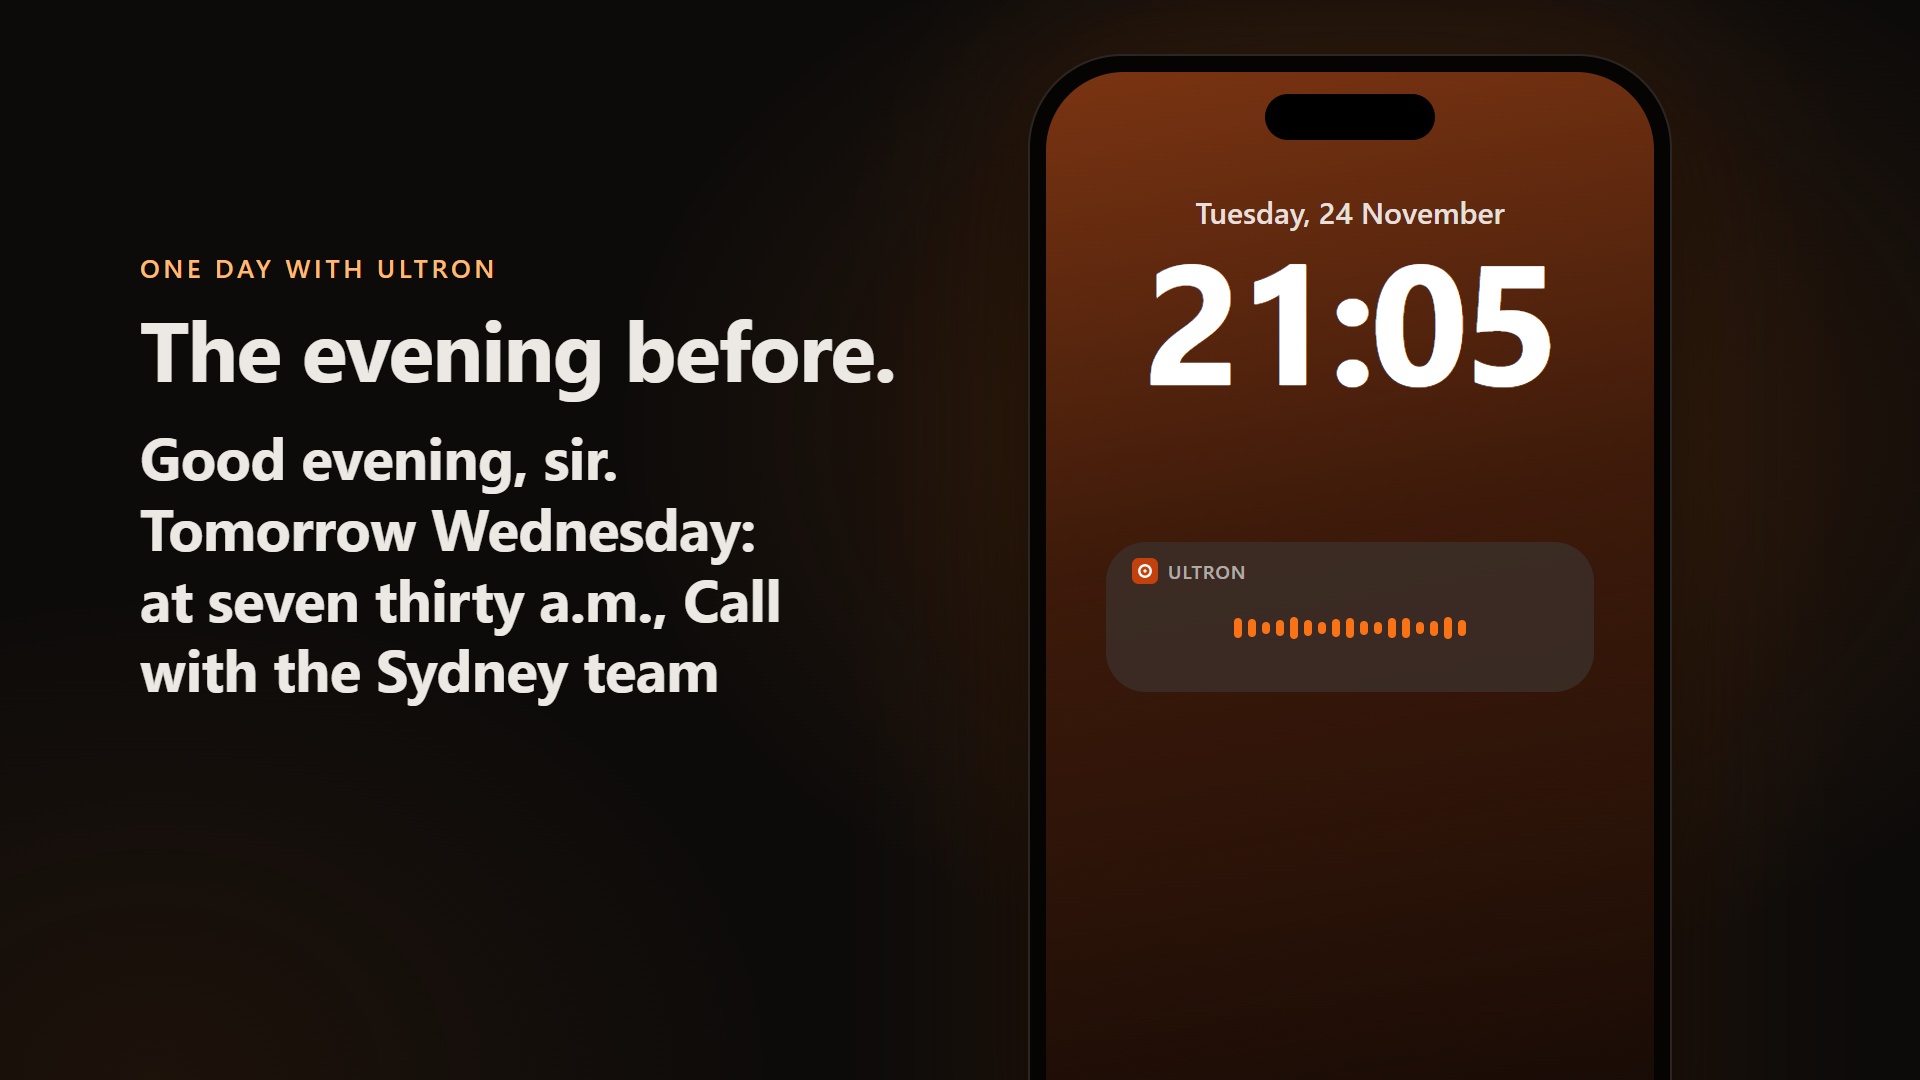 ONE DAY WITH ULTRON
The evening before.
Good evening, sir.
Tomorrow Wednesday:
at seven thirty a.m., Call
with the Sydney team
Tuesday, 24 November
21:05
ULTRON